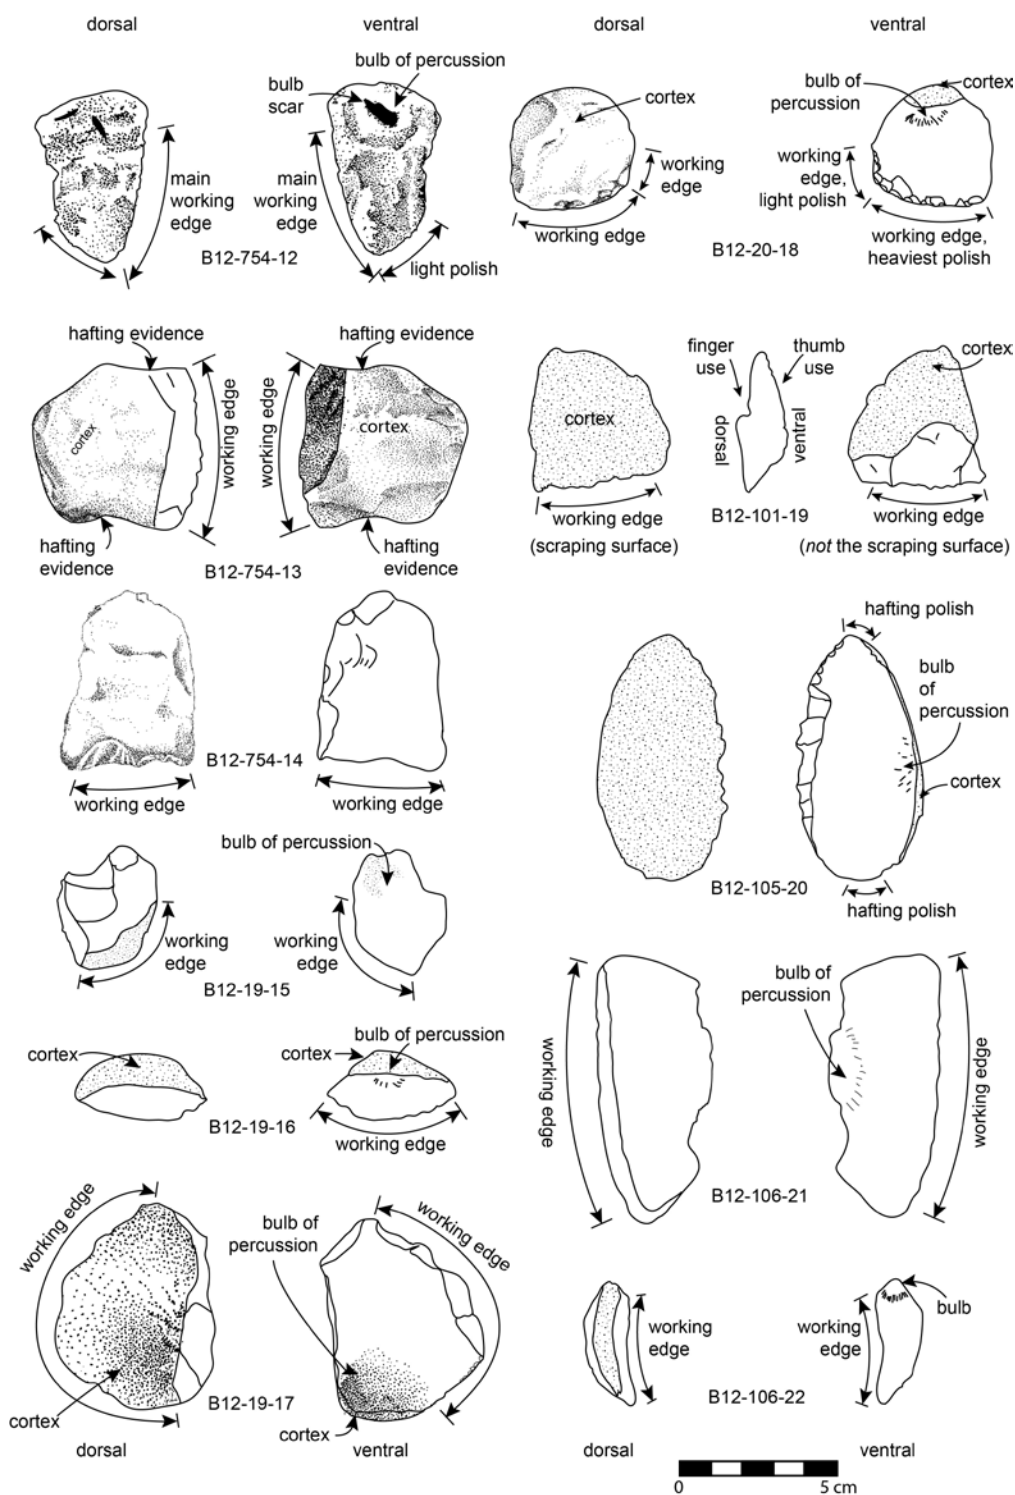 dorsal
ventral
dorsal
ventral
bulb of percussion
bulb
scar
main
working
edge
main
working
edge
light polish
B12-754-12
cortex
working
edge
working edge
bulb of
percussion
cortex
working
edge,
light polish
working edge,
heaviest polish
B12-20-18
hafting evidence
hafting evidence
cortex
working edge
working edge
cortex
hafting
evidence
hafting
evidence
B12-754-13
cortex
working edge
(scraping surface)
finger
use
thumb
use
dorsal
ventral
B12-101-19
cortex
working edge
(not the scraping surface)
working edge
B12-754-14
working edge
hafting polish
bulb
of
percussion
cortex
B12-105-20
hafting polish
bulb of percussion
working
edge
working
edge
B12-19-15
cortex
cortex
bulb of percussion
B12-19-16
working edge
working edge
bulb of
percussion
working edge
B12-106-21
working edge
cortex
bulb of
percussion
working edge
B12-19-17
cortex
dorsal
ventral
working
edge
working
edge
bulb
B12-106-22
dorsal
ventral
0
5 cm